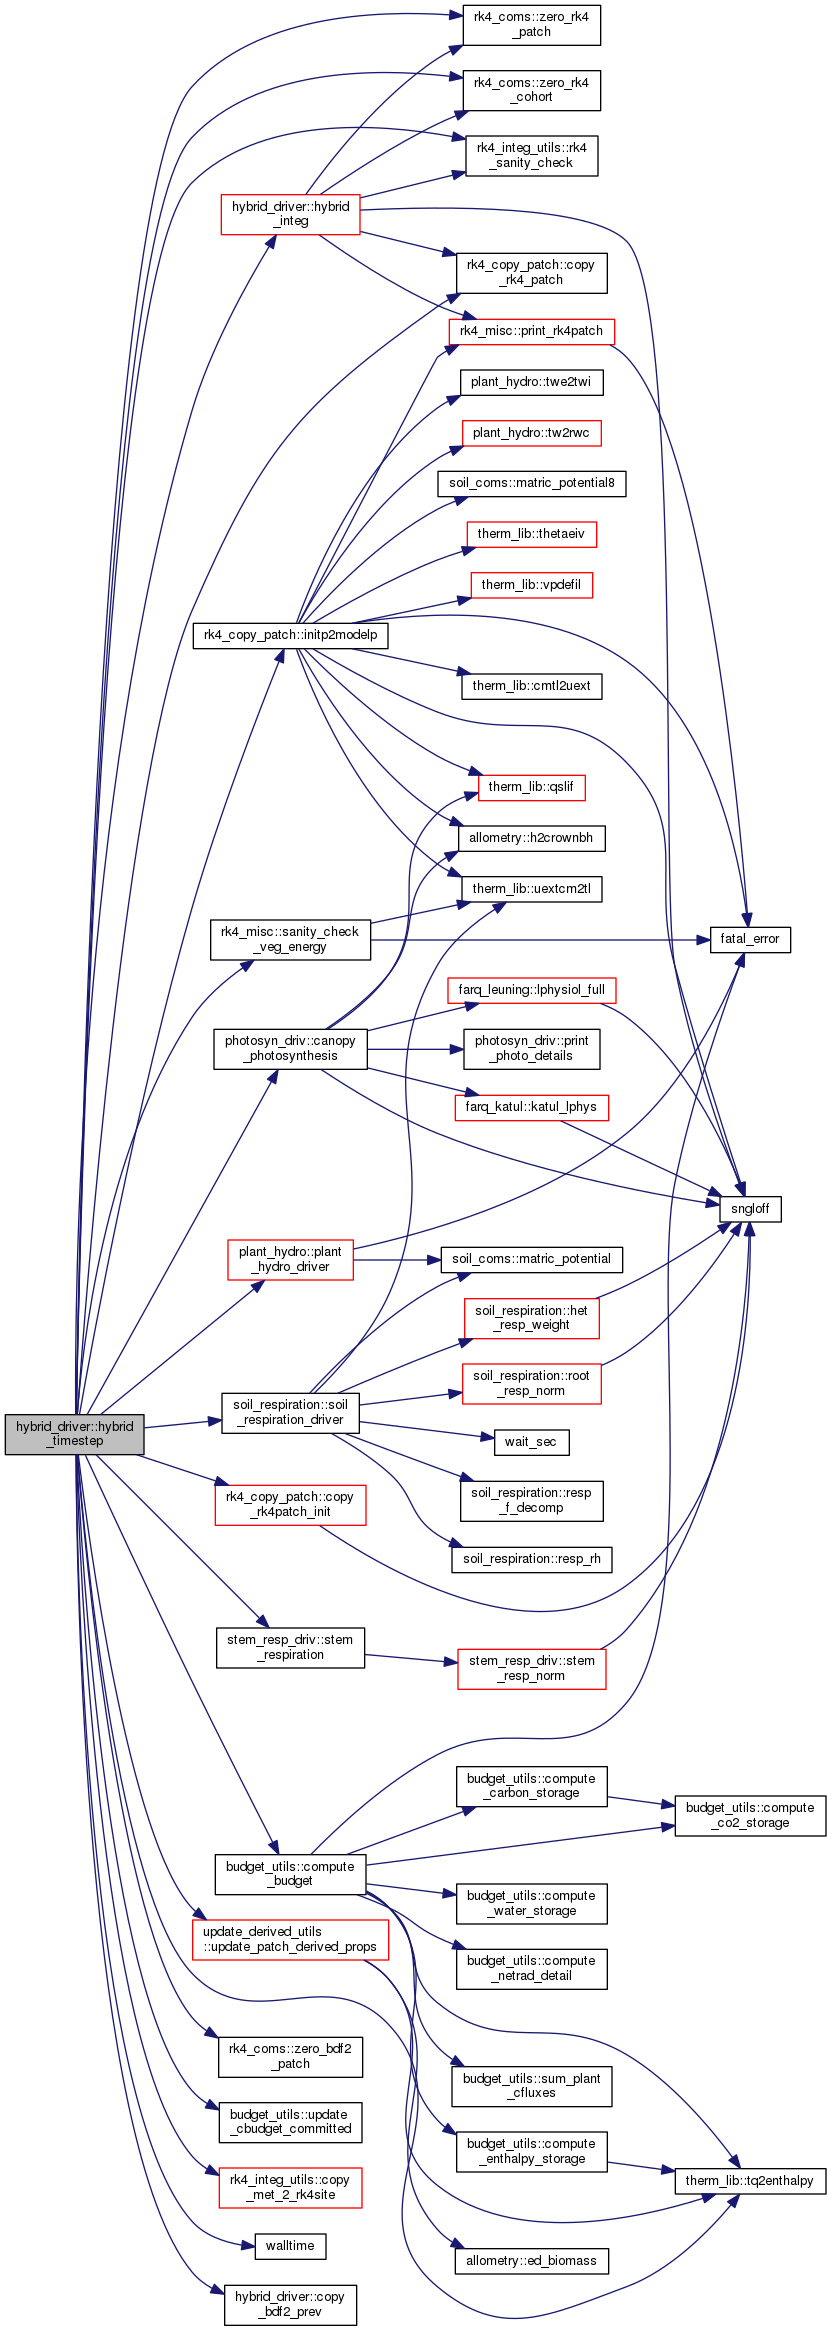 rk4_coms::zero_rk4
_patch
rk4_coms::zero_rk4
_cohort
rk4_integ_utils::rk4
_sanity_check
hybrid_driver::hybrid
_integ
rk4_copy_patch::copy
_rk4_patch
rk4_misc::print_rk4patch
plant_hydro::twe2twi
plant_hydro::tw2rwc
soil_coms::matric_potential8
therm_lib::thetaeiv
therm_lib::vpdefil
rk4_copy_patch::initp2modelp
therm_lib::cmtl2uext
therm_lib::qslif
allometry::h2crownbh
therm_lib::uextcm2tl
rk4_misc::sanity_check
_veg_energy
fatal_error
farq_leuning::lphysiol_full
photosyn_driv::canopy
_photosynthesis
photosyn_driv::print
_photo_details
farq_katul::katul_lphys
sngloff
plant_hydro::plant
_hydro_driver
soil_coms::matric_potential
soil_respiration::het
_resp_weight
soil_respiration::root
_resp_norm
soil_respiration::soil
_respiration_driver
hybrid_driver::hybrid
_timestep
wait_sec
rk4_copy_patch::copy
_rk4patch_init
soil_respiration::resp
_f_decomp
soil_respiration::resp_rh
stem_resp_driv::stem
_respiration
stem_resp_driv::stem
_resp_norm
budget_utils::compute
_carbon_storage
budget_utils::compute
_co2_storage
budget_utils::compute
_budget
budget_utils::compute
_water_storage
update_derived_utils
::update_patch_derived_props
budget_utils::compute
_netrad_detail
rk4_coms::zero_bdf2
_patch
budget_utils::sum_plant
_cfluxes
budget_utils::update
_cbudget_committed
budget_utils::compute
_enthalpy_storage
therm_lib::tq2enthalpy
rk4_integ_utils::copy
_met_2_rk4site
walltime
allometry::ed_biomass
hybrid_driver::copy
_bdf2_prev